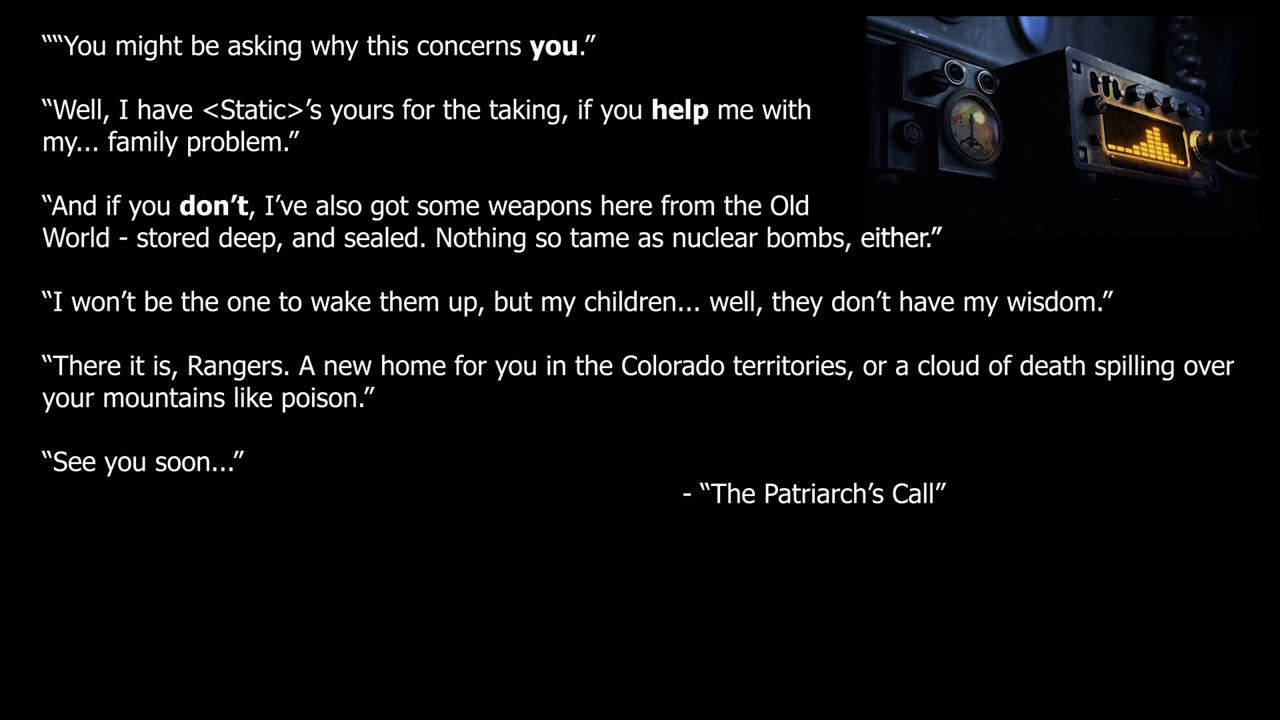 ““You might be asking why this concerns you.”
“Well, I have <Static>’s yours for the taking, if you help me with
my... family problem.”
“And if you don’t, I’ve also got some weapons here from the Old
World - stored deep, and sealed. Nothing so tame as nuclear bombs, either.”
“I won’t be the one to wake them up, but my children... well, they don’t have my wisdom.”
“There it is, Rangers. A new home for you in the Colorado territories, or a cloud of death spilling over
your mountains like poison.”
“See you soon...”
- “The Patriarch’s Call”